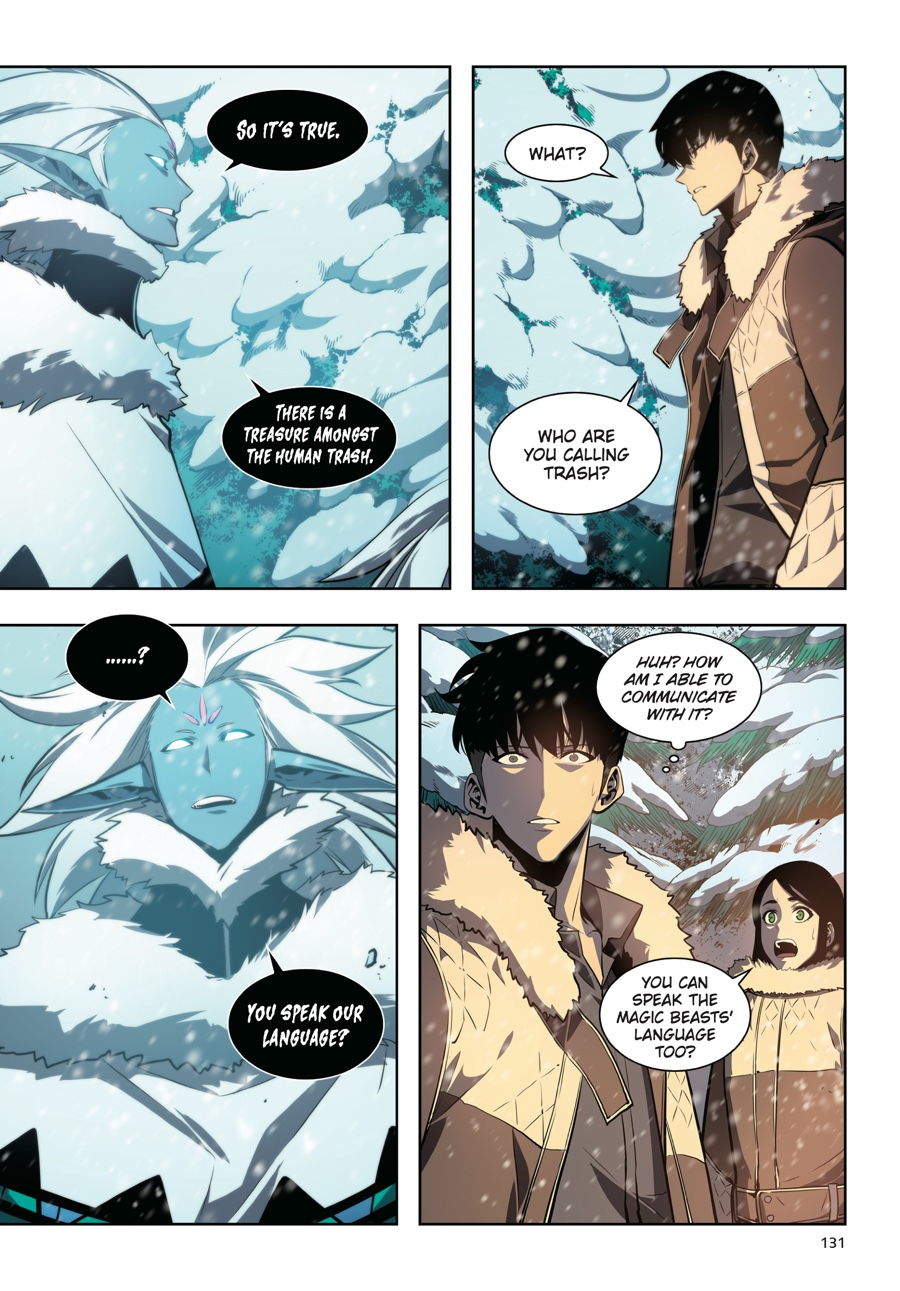 SO IT'S TRUE.
THERE IS A
TREASURE AMONGST
THE HUMAN TRASH.
WHAT?
WHO ARE
YOU CALLING
TRASH?
......?
YOU SPEAK OUR
LANGUAGE?
HUH? HOW
AM I ABLE TO
COMMUNICATE
WITH IT?
YOU CAN
SPEAK THE
MAGIC BEASTS'
LANGUAGE
TOO?
131